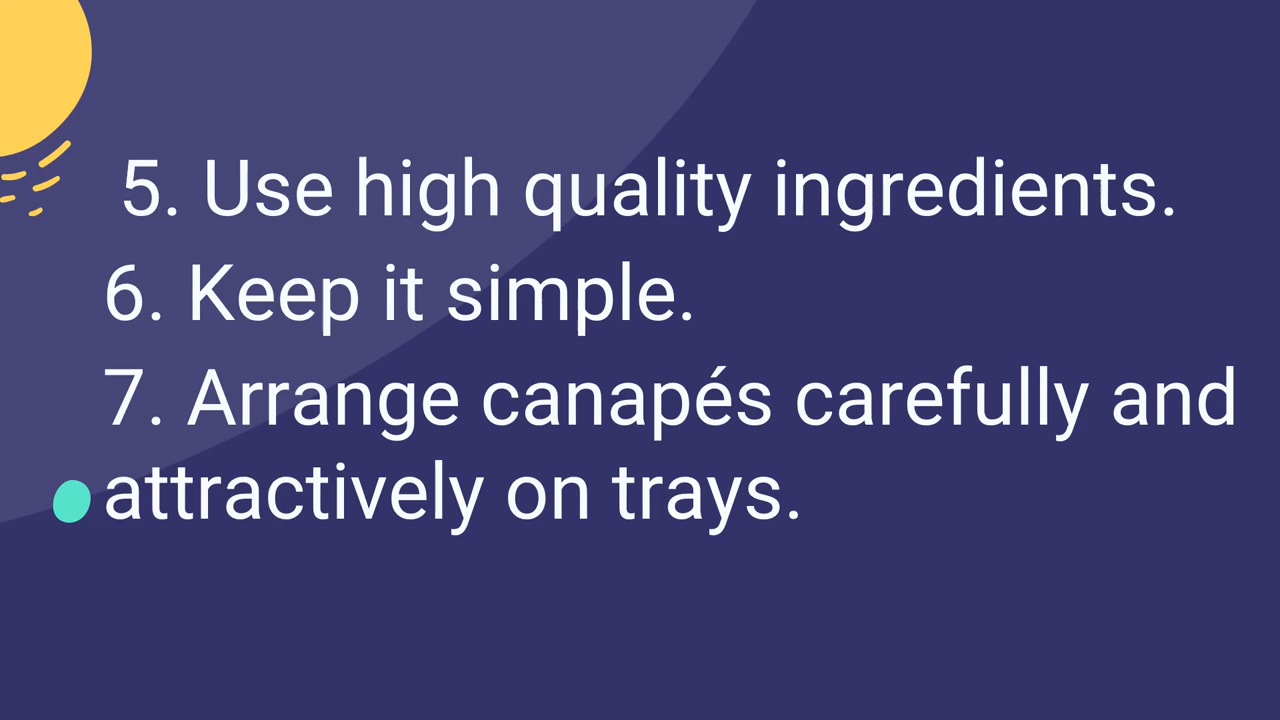 5. Use high quality ingredients.
6. Keep it simple.
7. Arrange canapés carefully and
attractively on trays.